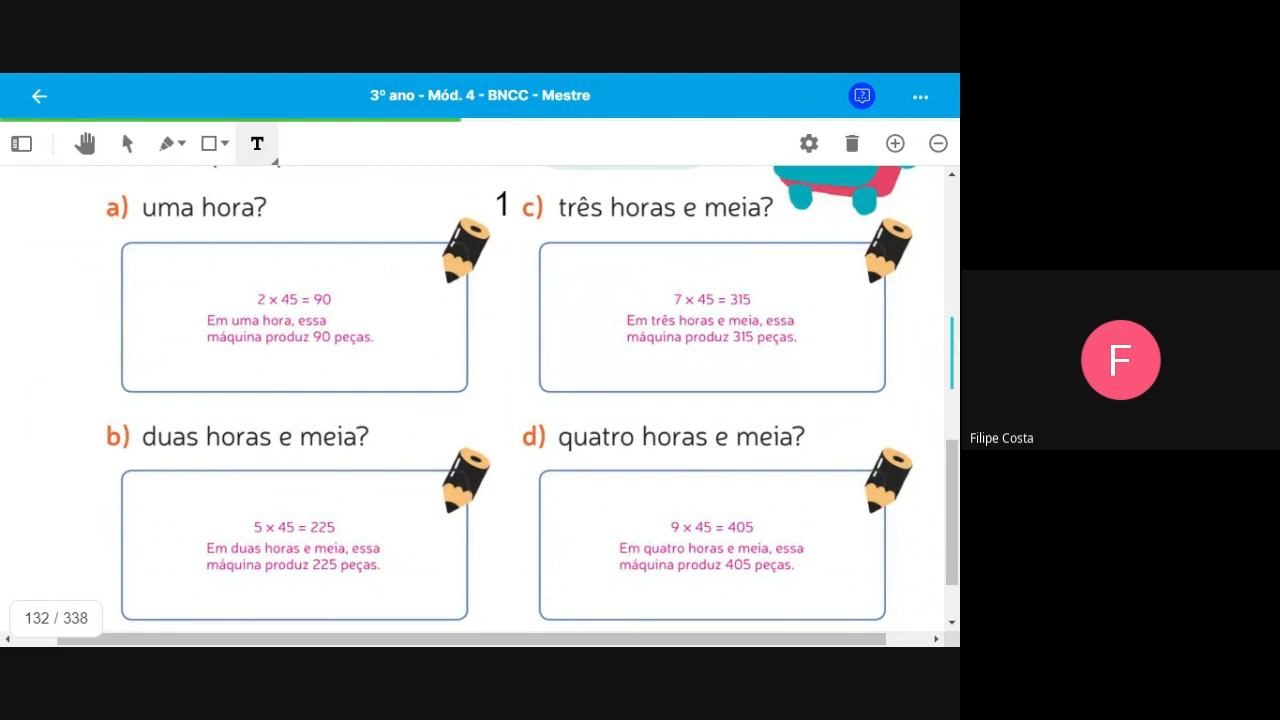 3º ano - Mód. 4 - BNCC - Mestre
T
a) uma hora?
2 x 45 = 90
Em uma hora, essa
máquina produz 90 peças.
b) duas horas e meia?
5 x 45 = 225
Em duas horas e meia, essa
máquina produz 225 peças.
1
c) três horas e meia?
7 x 45 = 315
Em três horas e meia, essa
máquina produz 315 peças.
d) quatro horas e meia?
9 x 45 = 405
Em quatro horas e meia, essa
máquina produz 405 peças.
132 / 338
F
Filipe Costa